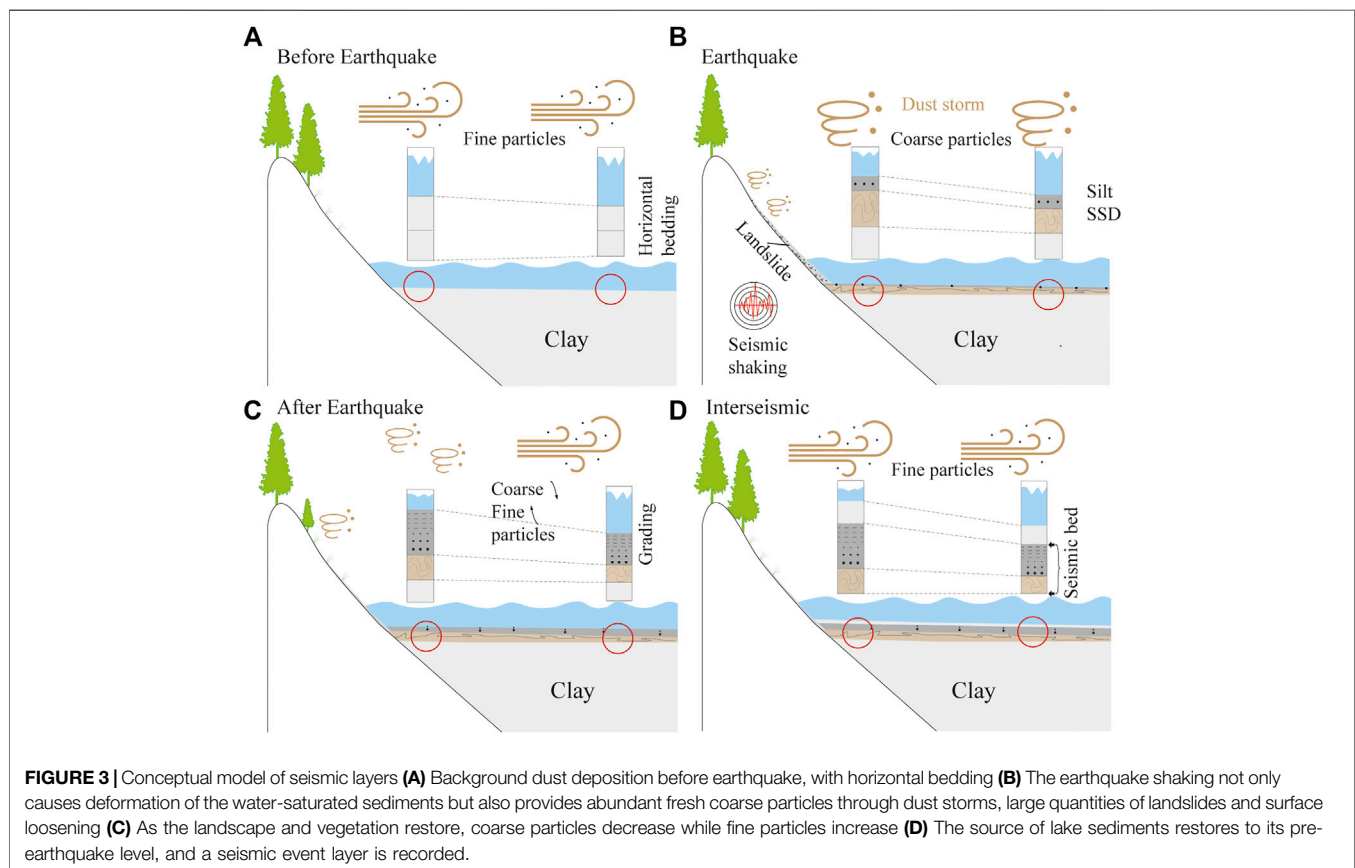 A
Before Earthquake
Fine particles
Horizontal
bedding
Clay
B
Earthquake
Dust storm
Coarse particles
Silt
SSD
Landslide
Seismic
shaking
Clay
C
After Earthquake
Coarse
Fine
particles
Grading
Clay
D
Interseismic
Fine particles
Seismic bed
Clay
FIGURE 3 | Conceptual model of seismic layers (A) Background dust deposition before earthquake, with horizontal bedding (B) The earthquake shaking not only
causes deformation of the water-saturated sediments but also provides abundant fresh coarse particles through dust storms, large quantities of landslides and surface
loosening (C) As the landscape and vegetation restore, coarse particles decrease while fine particles increase (D) The source of lake sediments restores to its pre-
earthquake level, and a seismic event layer is recorded.